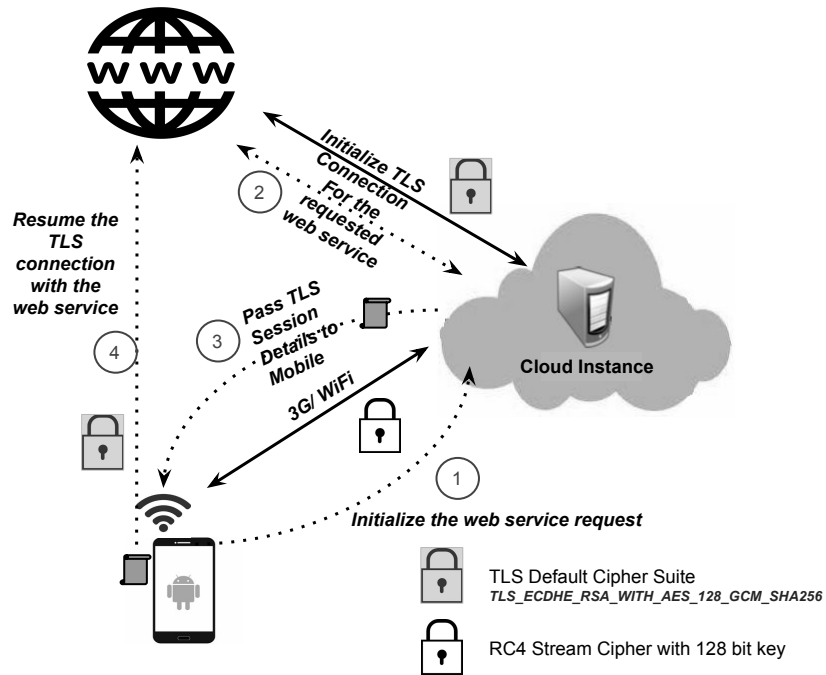 WWW
Initialize TLS
Connection
For the
requested
web service
2
Resume the
TLS
connection
with the
web service
Pass TLS
Session
Details to
Mobile
3
4
Cloud Instance
3G/ WiFi
1
Initialize the web service request
TLS Default Cipher Suite
TLS_ECDHE_RSA_WITH_AES_128_GCM_SHA256
RC4 Stream Cipher with 128 bit key